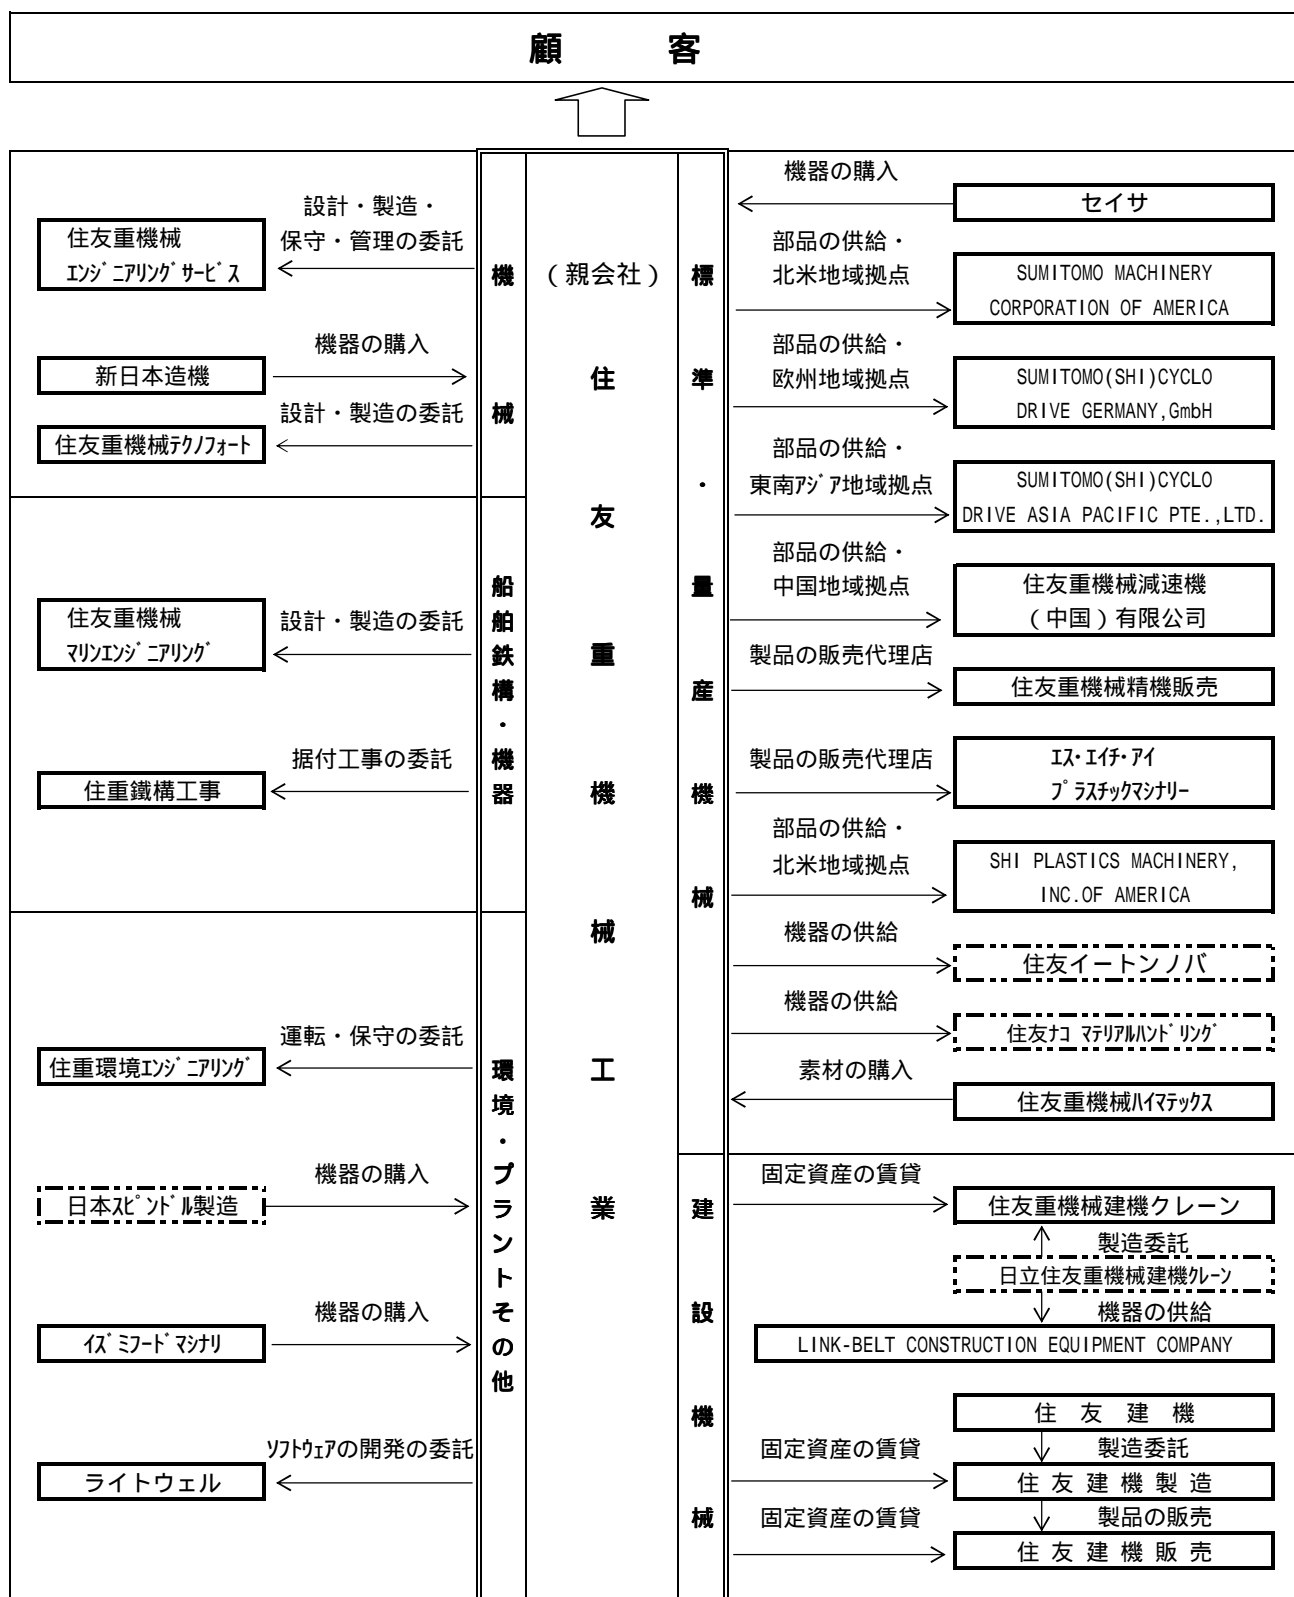 顧　客
設計・製造・
保守・管理の委託
住友重機械
エンジニアリングサービス
機器の購入
新日本造機
設計・製造の委託
住友重機械テクノフォート
機械
住友重機械
マリンエンジニアリング
設計・製造の委託
据付工事の委託
住重鐵構工事
船舶鉄構・機器
運転・保守の委託
住重環境エンジニアリング
機器の購入
日本スピンドル製造
機器の購入
イズミフードマシナリ
ソフトウェアの開発の委託
ライトウェル
環境・プラントその他
（親会社）
住友重機械工業
標準・量産機械
機器の購入
セイサ
部品の供給・
北米地域拠点
SUMITOMO MACHINERY
CORPORATION OF AMERICA
部品の供給・
欧州地域拠点
SUMITOMO(SHI)CYCLO
DRIVE GERMANY,GmbH
部品の供給・
東南アジア地域拠点
SUMITOMO(SHI)CYCLO
DRIVE ASIA PACIFIC PTE.,LTD.
部品の供給・
中国地域拠点
住友重機械減速機
（中国）有限公司
製品の販売代理店
住友重機械精機販売
製品の販売代理店
エス・エイチ・アイ
プラスチックマシナリー
部品の供給・
北米地域拠点
SHI PLASTICS MACHINERY,
INC.OF AMERICA
機器の供給
住友イートンノバ
機器の供給
住友ナコ マテリアルハンドリング
素材の購入
住友重機械ハイマテックス
建設機械
固定資産の賃貸
住友重機械建機クレーン
製造委託
日立住友重機械建機クレーン
機器の供給
LINK-BELT CONSTRUCTION EQUIPMENT COMPANY
住友建機
製造委託
固定資産の賃貸
住友建機製造
製品の販売
固定資産の賃貸
住友建機販売